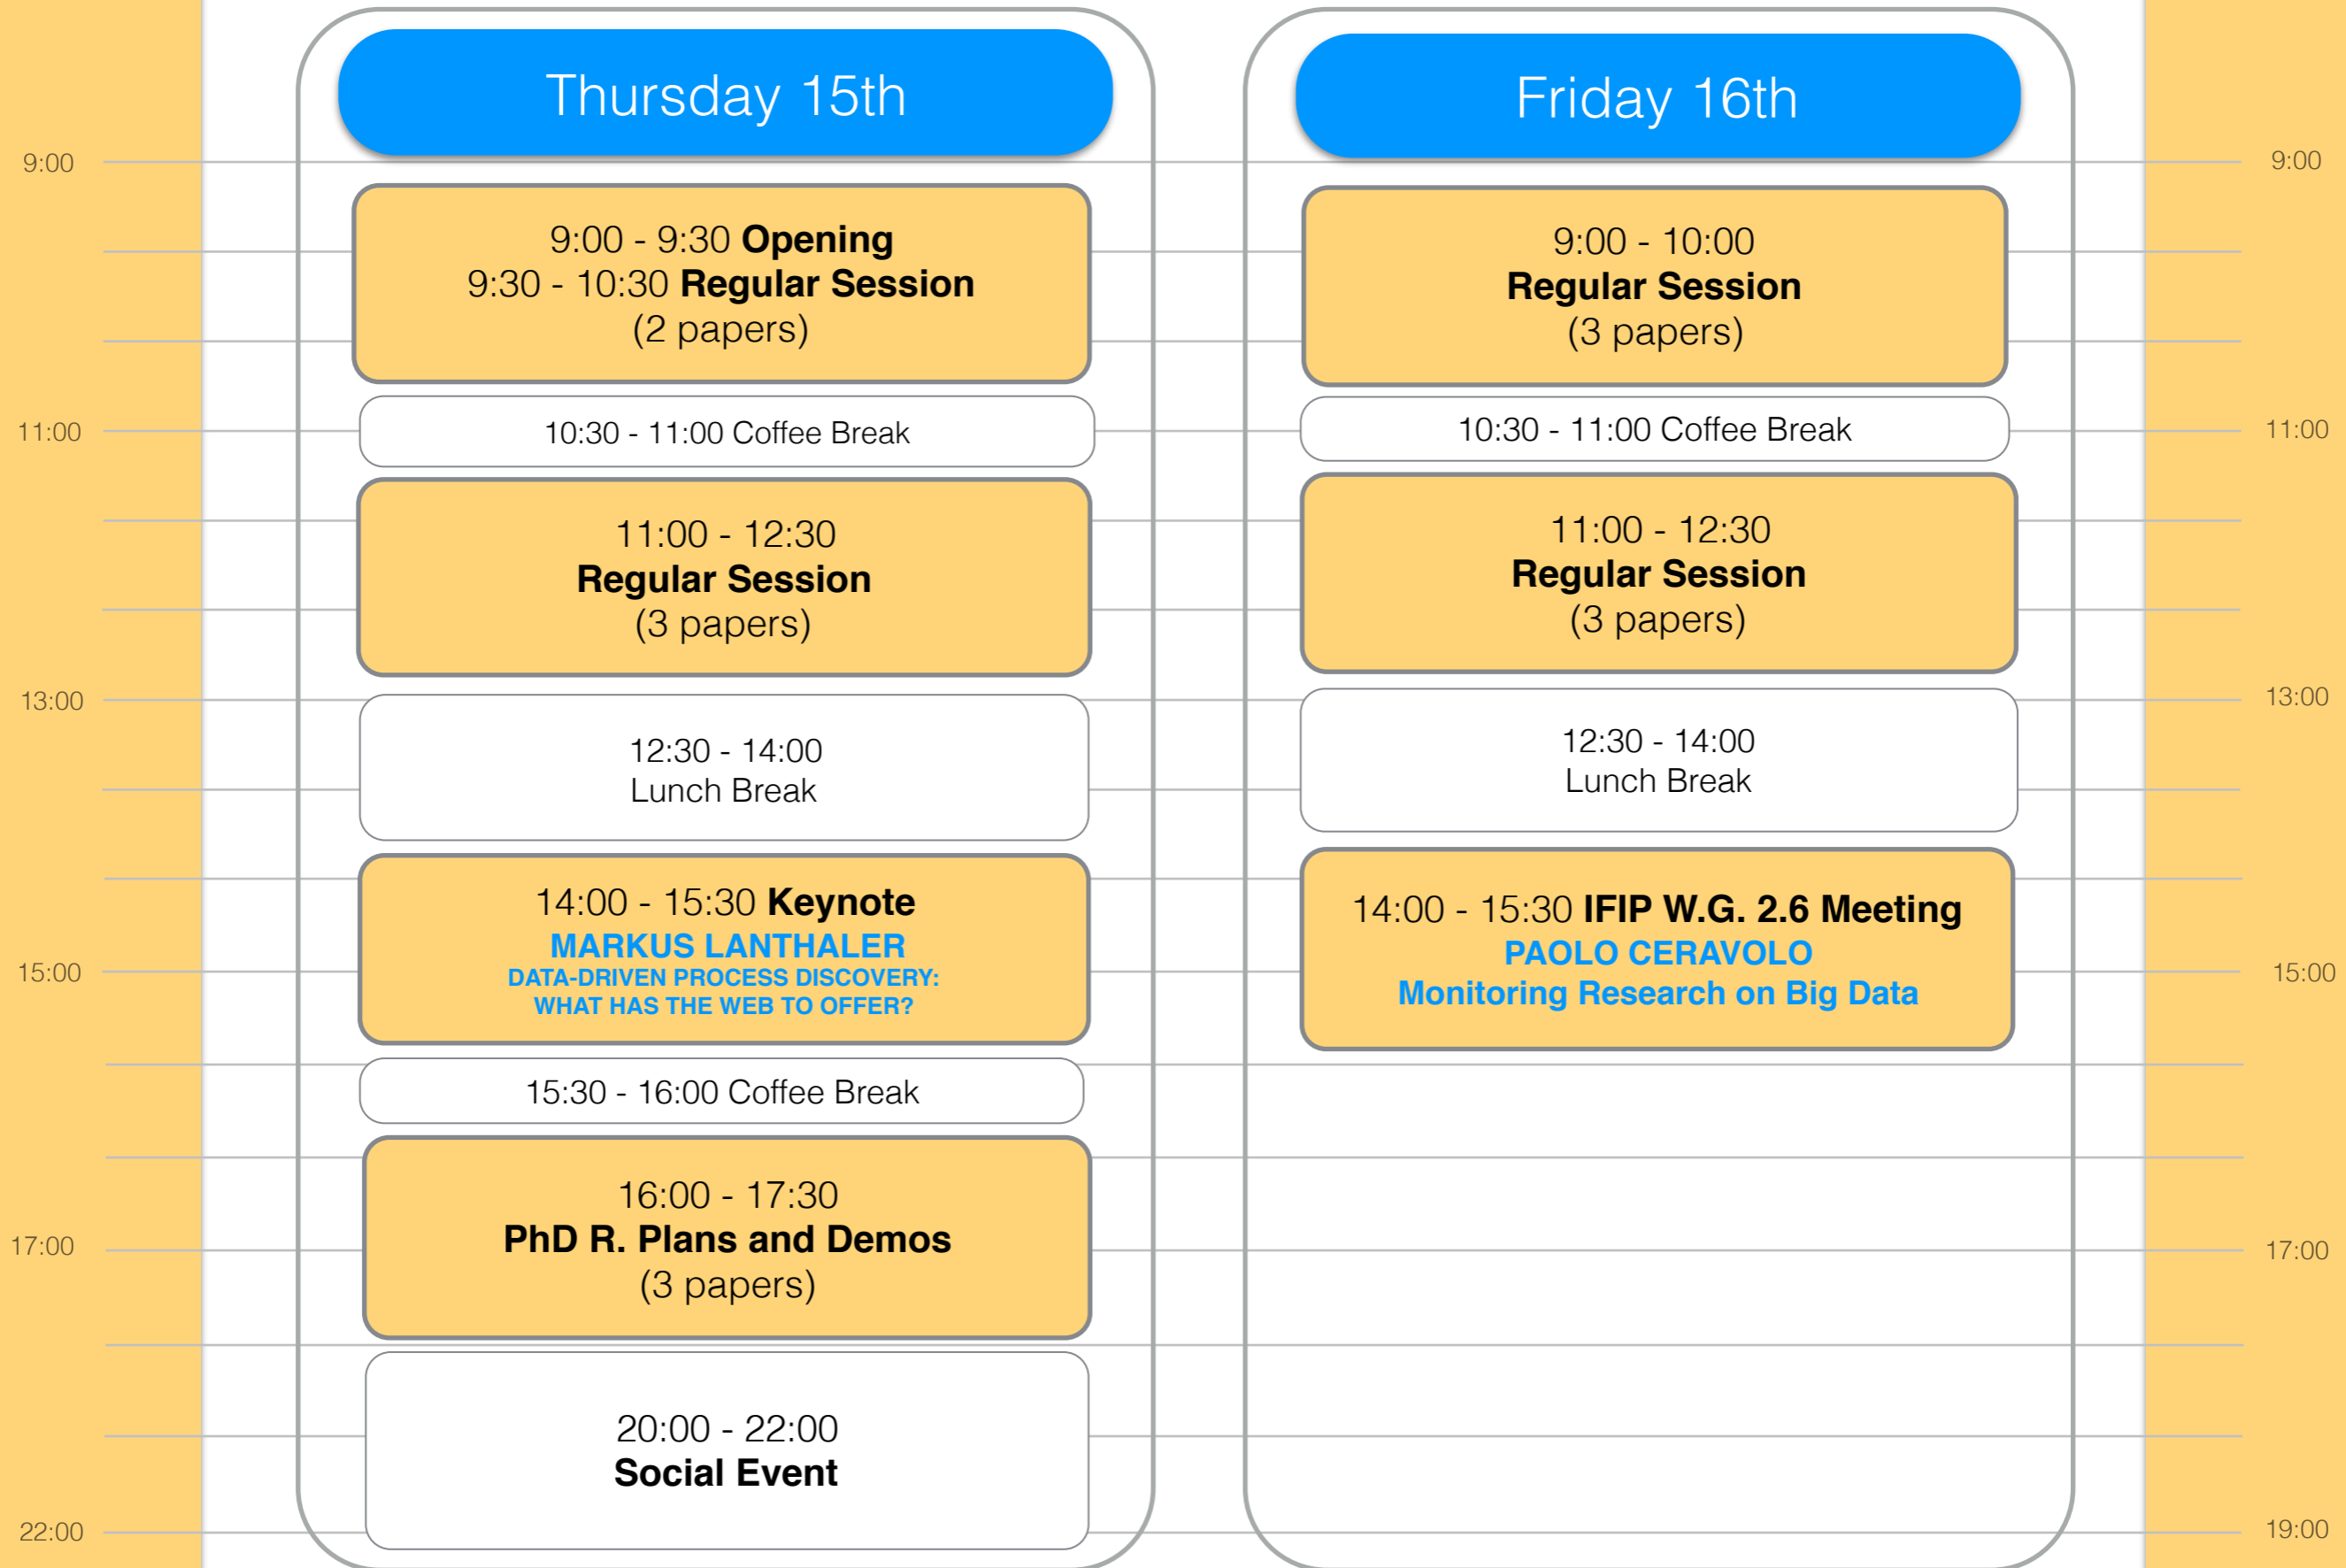 Thursday 15th
9:00
9:00 - 9:30 Opening
9:30 - 10:30 Regular Session
(2 papers)
10:30 - 11:00 Coffee Break
11:00
11:00 - 12:30
Regular Session
(3 papers)
13:00
12:30 - 14:00
Lunch Break
14:00 - 15:30 Keynote
MARKUS LANTHALER
15:00
DATA-DRIVEN PROCESS DISCOVERY:
WHAT HAS THE WEB TO OFFER?
15:30 - 16:00 Coffee Break
16:00 - 17:30
17:00
PhD R. Plans and Demos
(3 papers)
20:00 - 22:00
Social Event
22:00
Friday 16th
9:00
9:00 - 10:00
Regular Session
(3 papers)
10:30 - 11:00 Coffee Break
11:00
11:00 - 12:30
Regular Session
(3 papers)
13:00
12:30 - 14:00
Lunch Break
14:00 - 15:30 IFIP W.G. 2.6 Meeting
PAOLO CERAVOLO
15:00
Monitoring Research on Big Data
17:00
19:00